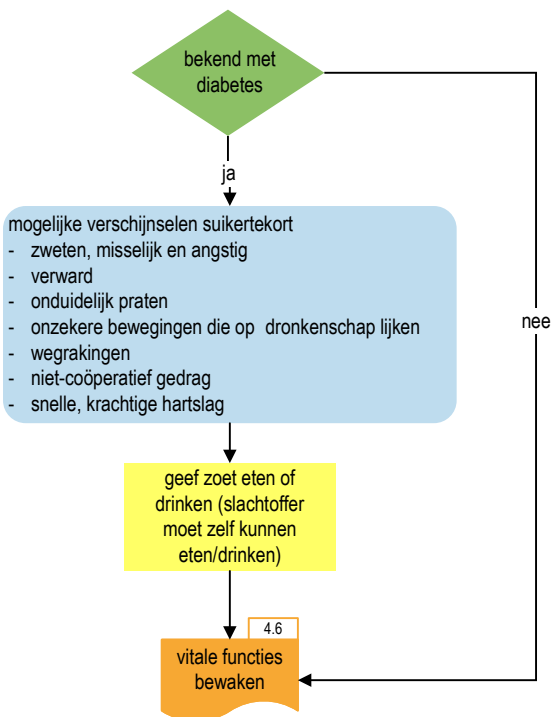 bekend met
diabetes
ja
mogelijke verschijnselen suikertekort
- zweten, misselijk en angstig
- verward
- onduidelijk praten
- onzekere bewegingen die op dronkenschap lijken
- wegrakingen
- niet-coöperatief gedrag
- snelle, krachtige hartslag
nee
geef zoet eten of
drinken (slachtoffer
moet zelf kunnen
eten/drinken)
4.6
vitale functies
bewaken